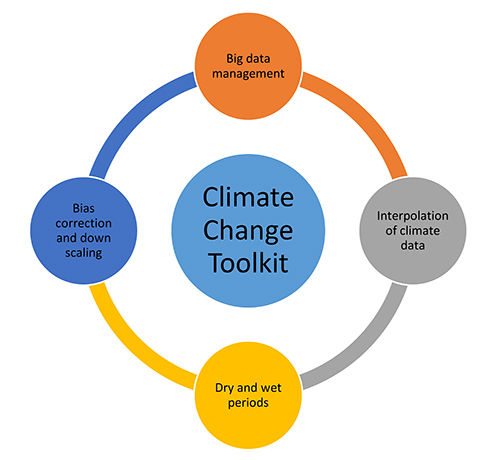 Big data
management
Bias
correction
and down
scaling
Climate
Change
Toolkit
Interpolation
of climate
data
Dry and wet
periods